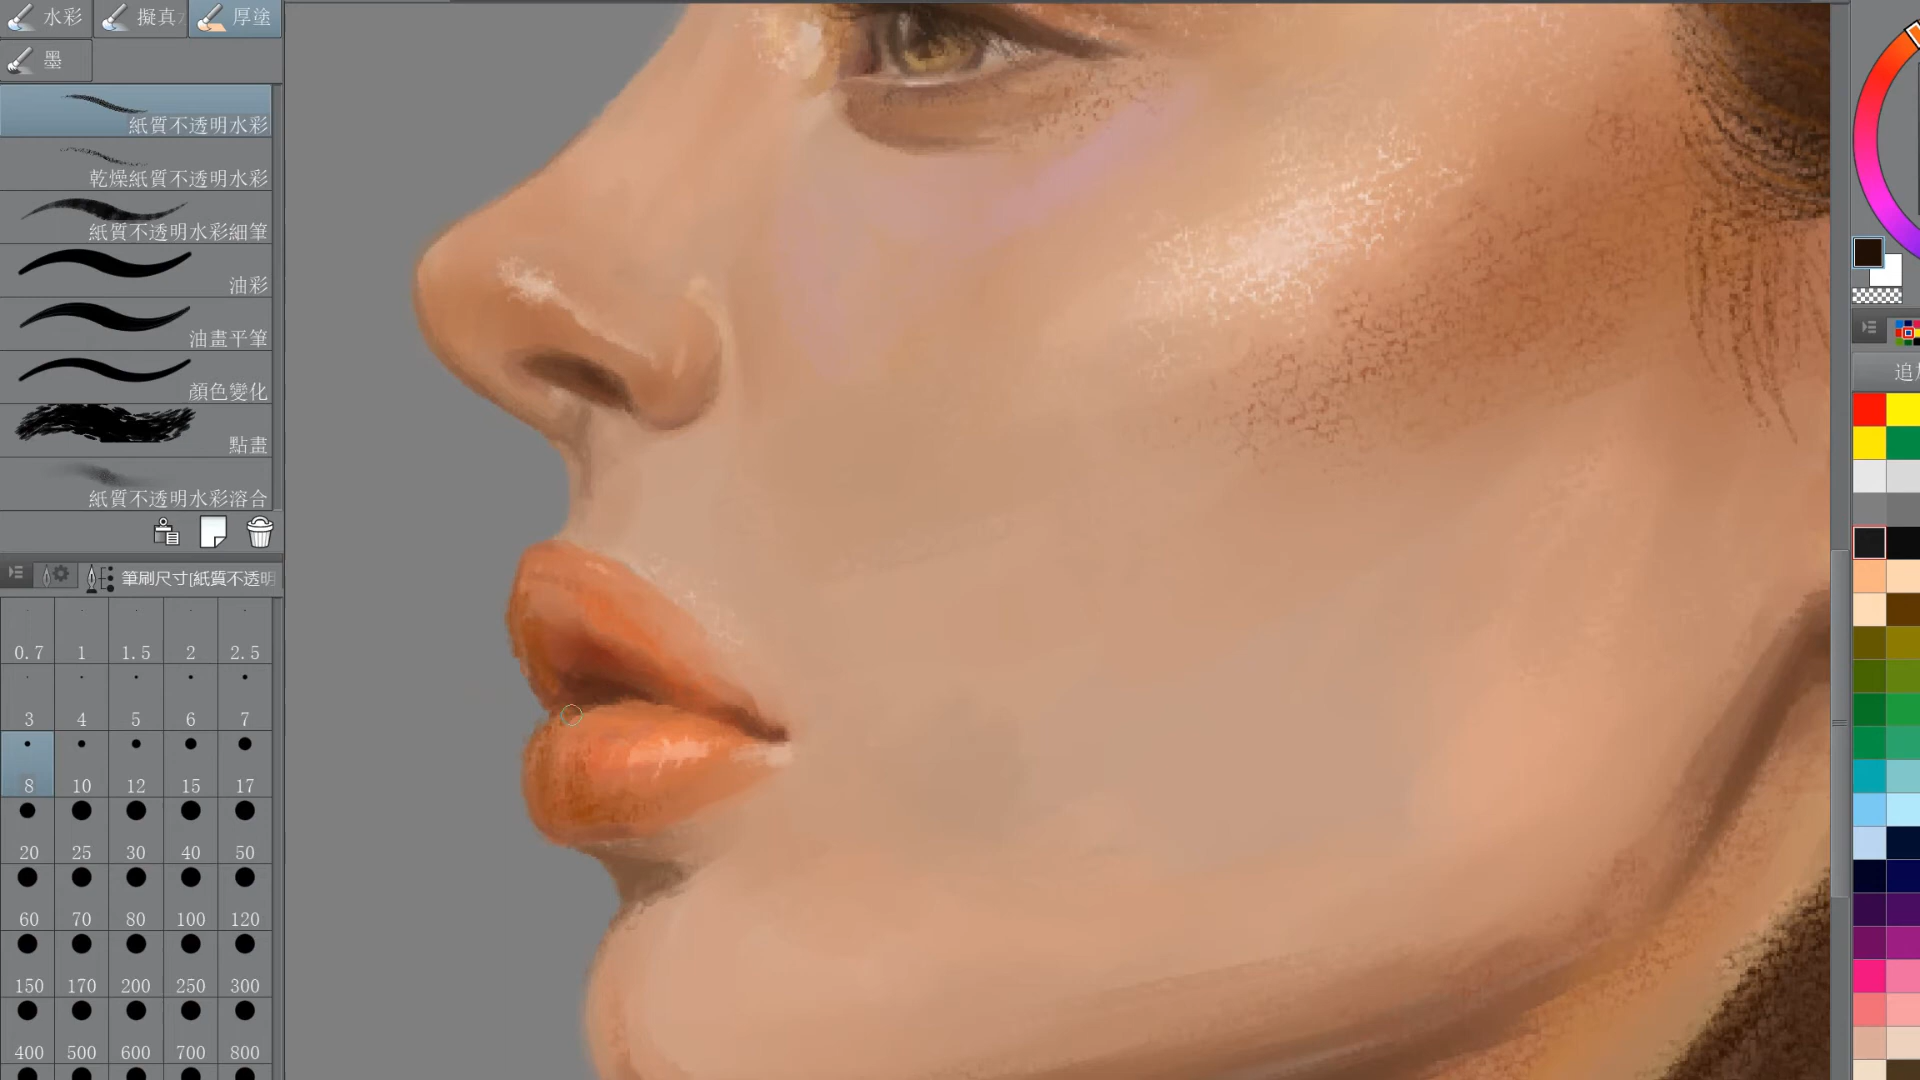 水彩 擬真 厚塗
墨
紙質不透明水彩
乾燥紙質不透明水彩
紙質不透明水彩細筆
油彩
油畫平筆
顏色變化
點畫
紙質不透明水彩溶合
筆刷尺寸[紙質不透明
0.7 1 1.5 2 2.5
3 4 5 6 7
8 10 12 15 17
20 25 30 40 50
60 70 80 100 120
150 170 200 250 300
400 500 600 700 800
追